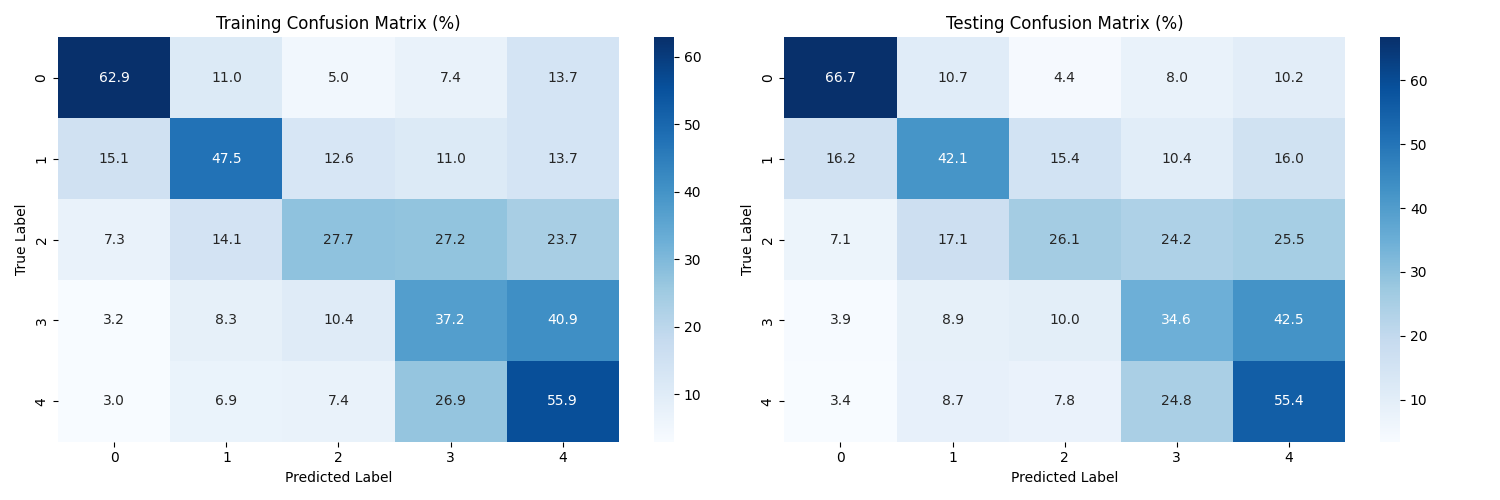 Training Confusion Matrix (%)
0 62.9 11.0 5.0 7.4 13.7
1 15.1 47.5 12.6 11.0 13.7
2 7.3 14.1 27.7 27.2 23.7
3 3.2 8.3 10.4 37.2 40.9
4 3.0 6.9 7.4 26.9 55.9
0 1 2 3 4
Predicted Label
True Label
60
50
40
30
20
10
Testing Confusion Matrix (%)
0 66.7 10.7 4.4 8.0 10.2
1 16.2 42.1 15.4 10.4 16.0
2 7.1 17.1 26.1 24.2 25.5
3 3.9 8.9 10.0 34.6 42.5
4 3.4 8.7 7.8 24.8 55.4
0 1 2 3 4
Predicted Label
True Label
60
50
40
30
20
10